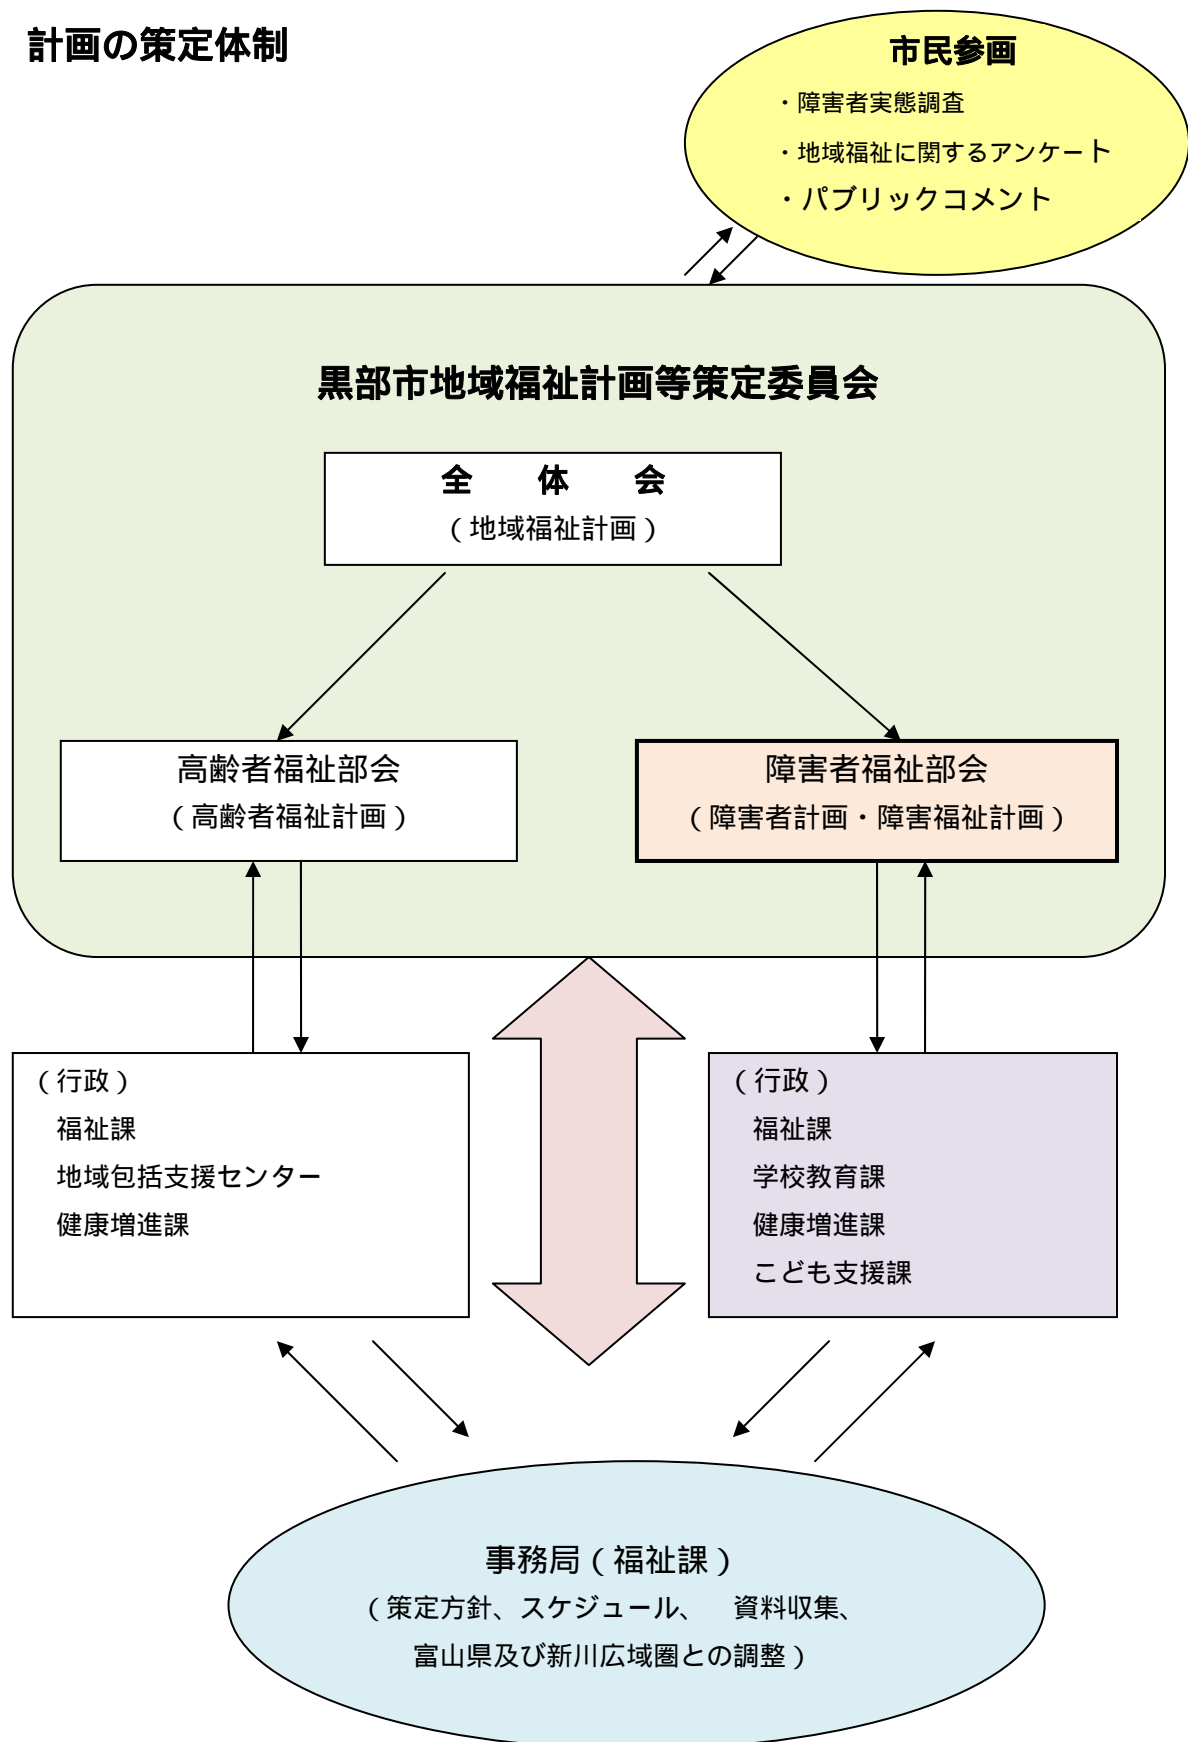 計画の策定体制
市民参画
・障害者実態調査
・地域福祉に関するアンケート
・パブリックコメント
黒部市地域福祉計画等策定委員会
全　体　会
（地域福祉計画）
高齢者福祉部会
（高齢者福祉計画）
障害者福祉部会
（障害者計画・障害福祉計画）
（行政）
福祉課
地域包括支援センター
健康増進課
（行政）
福祉課
学校教育課
健康増進課
こども支援課
事務局（福祉課）
（策定方針、スケジュール、　資料収集、
富山県及び新川広域圏との調整）